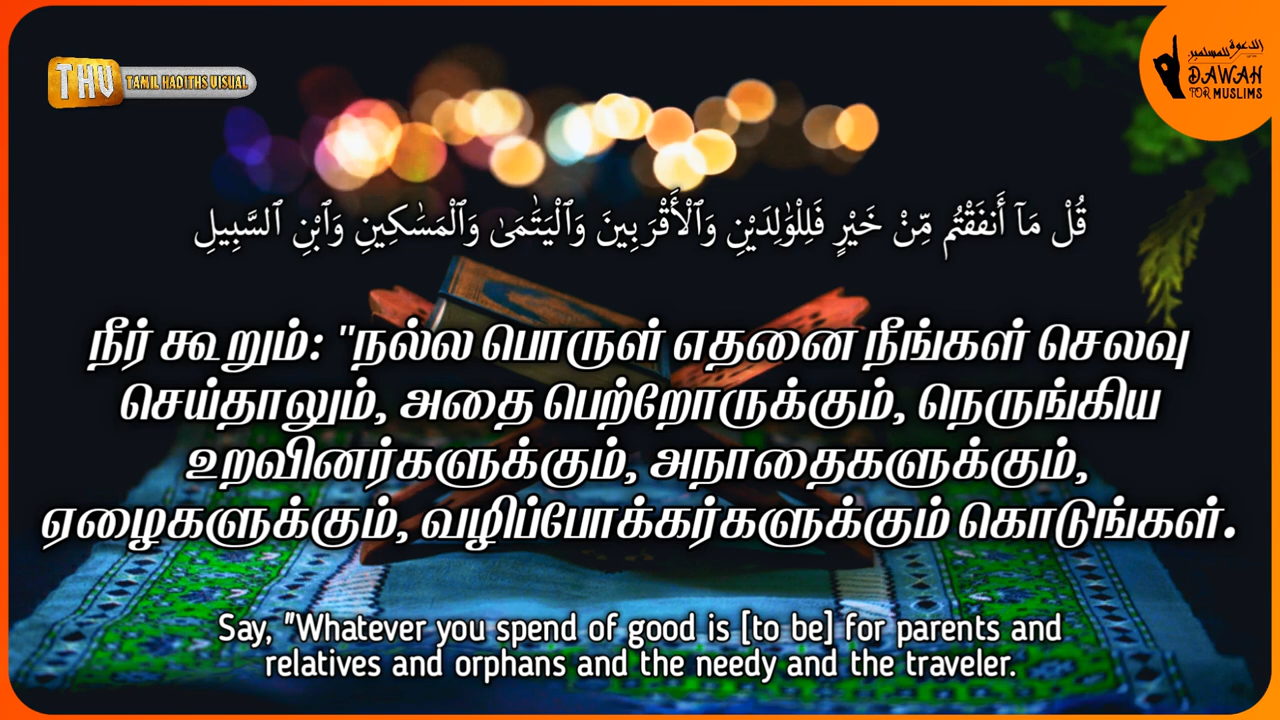 THV TAMIL HADITHS VISUAL
الدعوة للمسلمين
DAWAH
FOR MUSLIMS
قُلْ مَآ أَنفَقْتُم مِّنْ خَيْرٍ فَلِلْوَٰلِدَيْنِ وَٱلْأَقْرَبِينَ وَٱلْيَتَٰمَىٰ وَٱلْمَسَٰكِينِ وَٱبْنِ ٱلسَّبِيلِ
நீர் கூறும்: "நல்ல பொருள் எதனை நீங்கள் செலவு
செய்தாலும், அதை பெற்றோருக்கும், நெருங்கிய
உறவினர்களுக்கும், அநாதைகளுக்கும்,
ஏழைகளுக்கும், வழிப்போக்கர்களுக்கும் கொடுங்கள்.
Say, "Whatever you spend of good is [to be] for parents and
relatives and orphans and the needy and the traveler.